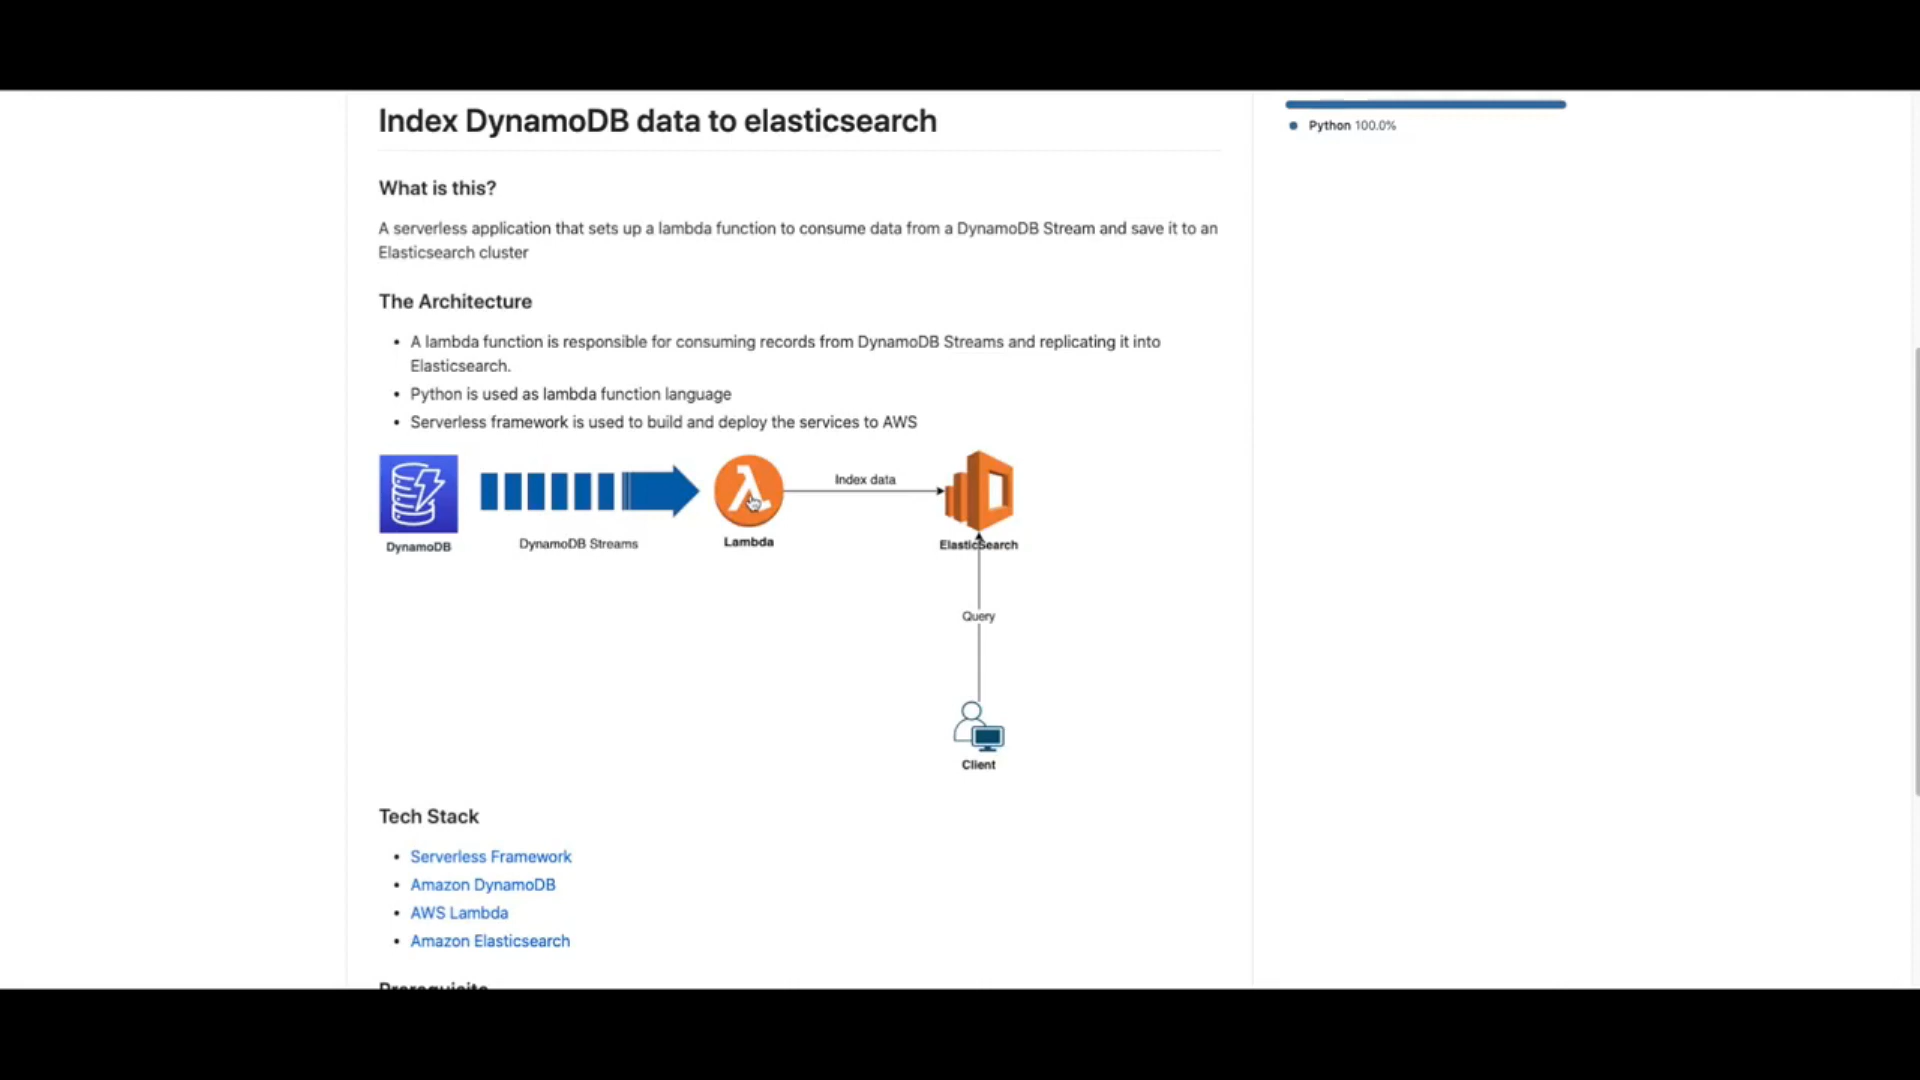 Index DynamoDB data to elasticsearch
Python 100.0%
What is this?
A serverless application that sets up a lambda function to consume data from a DynamoDB Stream and save it to an
Elasticsearch cluster
The Architecture
• A lambda function is responsible for consuming records from DynamoDB Streams and replicating it into
Elasticsearch.
• Python is used as lambda function language
• Serverless framework is used to build and deploy the services to AWS
Index data
DynamoDB
DynamoDB Streams
Lambda
ElasticSearch
Query
Client
Tech Stack
• Serverless Framework
• Amazon DynamoDB
• AWS Lambda
• Amazon Elasticsearch
Prerequisite